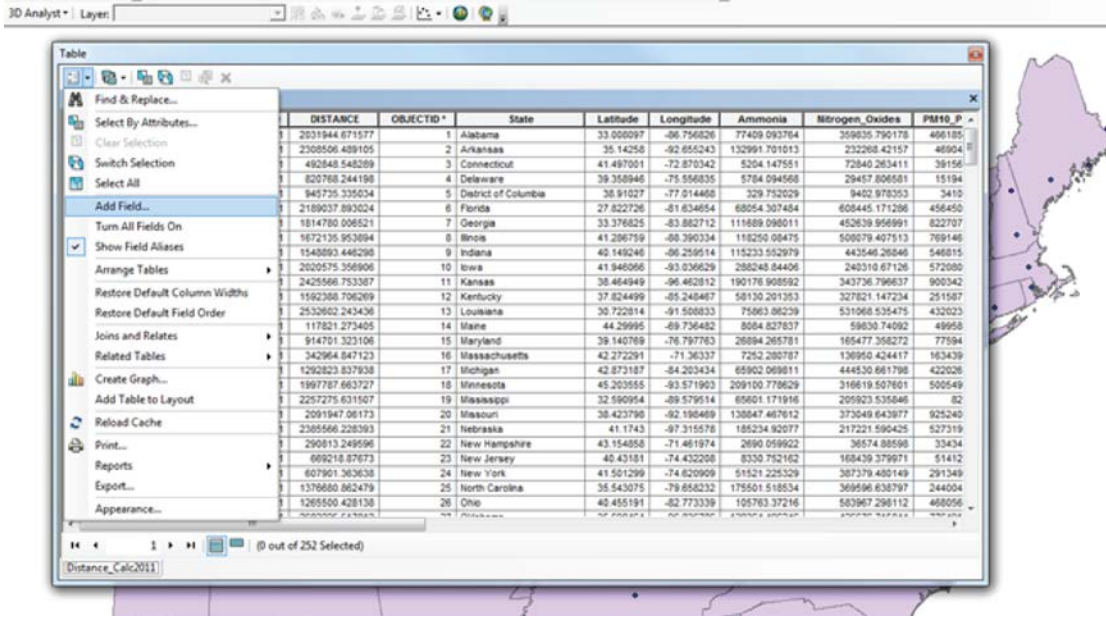 3D Analyst Layer:
Table
Find & Replace...
Select By Attributes...
Clear Selection
Switch Selection
Select All
Add Field...
Turn All Fields On
Show Field Aliases
Arrange Tables
Restore Default Column Widths
Restore Default Field Order
Joins and Relates
Related Tables
Create Graph...
Add Table to Layout
Reload Cache
Print...
Reports
Export...
Appearance...
DISTANCE OBJECTID * State Latitude Longitude Ammonia Nitrogen_Oxides PM10_P
2031944.671577 1 Alabama 33.008097 -86.756826 77409.093764 359835.790178 466185
2308506.489105 2 Arkansas 35.14258 -92.655243 132991.701013 232268.42157 46904
492848.548289 3 Connecticut 41.497001 -72.870342 5204.147551 72840.263411 39156
820768.244198 4 Delaware 39.358946 -75.556835 5784.094568 29457.806581 15194
945735.335034 5 District of Columbia 38.91027 -77.014468 329.752029 9402.978353 3410
2189037.893024 6 Florida 27.822726 -81.634654 68054.307484 608445.171286 456450
1814780.006521 7 Georgia 33.376825 -83.882712 111689.098011 452639.956991 822707
1672135.953894 8 Illinois 41.286759 -88.390334 118250.08475 508079.407513 769146
1548893.446298 9 Indiana 40.149246 -86.259514 115233.552979 443546.26846 546815
2020575.356906 10 Iowa 41.946066 -93.036629 288248.84406 240310.67126 572080
2425566.753387 11 Kansas 38.464949 -96.462812 190176.908592 343736.796637 900342
1592388.706269 12 Kentucky 37.824499 -85.248467 58130.201353 327821.147234 251587
2532602.243436 13 Louisiana 30.722814 -91.508833 75863.86239 531068.535475 432023
117821.273405 14 Maine 44.29995 -69.736482 8084.827837 59830.74092 49958
914701.323106 15 Maryland 39.140769 -76.797763 26894.265781 165477.358272 77594
342964.847123 16 Massachusetts 42.272291 -71.36337 7252.280787 136950.424417 163439
1292823.837938 17 Michigan 42.873187 -84.203434 65902.069811 444530.661798 422026
1997787.663727 18 Minnesota 45.203555 -93.571903 209100.778629 316619.507601 500549
2257275.631507 19 Mississippi 32.590954 -89.579514 65601.171916 205923.535846 82
2091947.06173 20 Missouri 38.423798 -92.198469 138847.467612 373049.643977 925240
2385566.228393 21 Nebraska 41.1743 -97.315578 185234.92077 217221.590425 527319
290813.249596 22 New Hampshire 43.154858 -71.461974 2690.059922 36574.88598 33434
669218.87673 23 New Jersey 40.43181 -74.432208 8330.752162 168439.379971 51412
607901.363638 24 New York 41.501299 -74.620909 51521.225329 387379.480149 291349
1376680.862479 25 North Carolina 35.543075 -79.658232 175501.518534 369596.638797 244004
1265500.428138 26 Ohio 40.455191 -82.773339 105763.37216 583967.298112 468056
1 (0 out of 252 Selected)
Distance_Calc2011